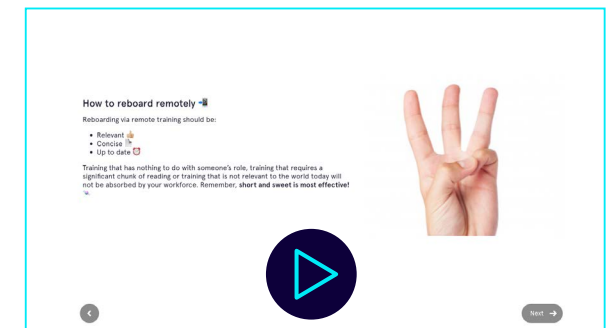 How to reboard remotely 📲
Reboarding via remote training should be:
• Relevant 👍
• Concise 📄
• Up to date ⏰
Training that has nothing to do with someone's role, training that requires a
significant chunk of reading or training that is not relevant to the world today will
not be absorbed by your workforce. Remember, short and sweet is most effective!
Next →